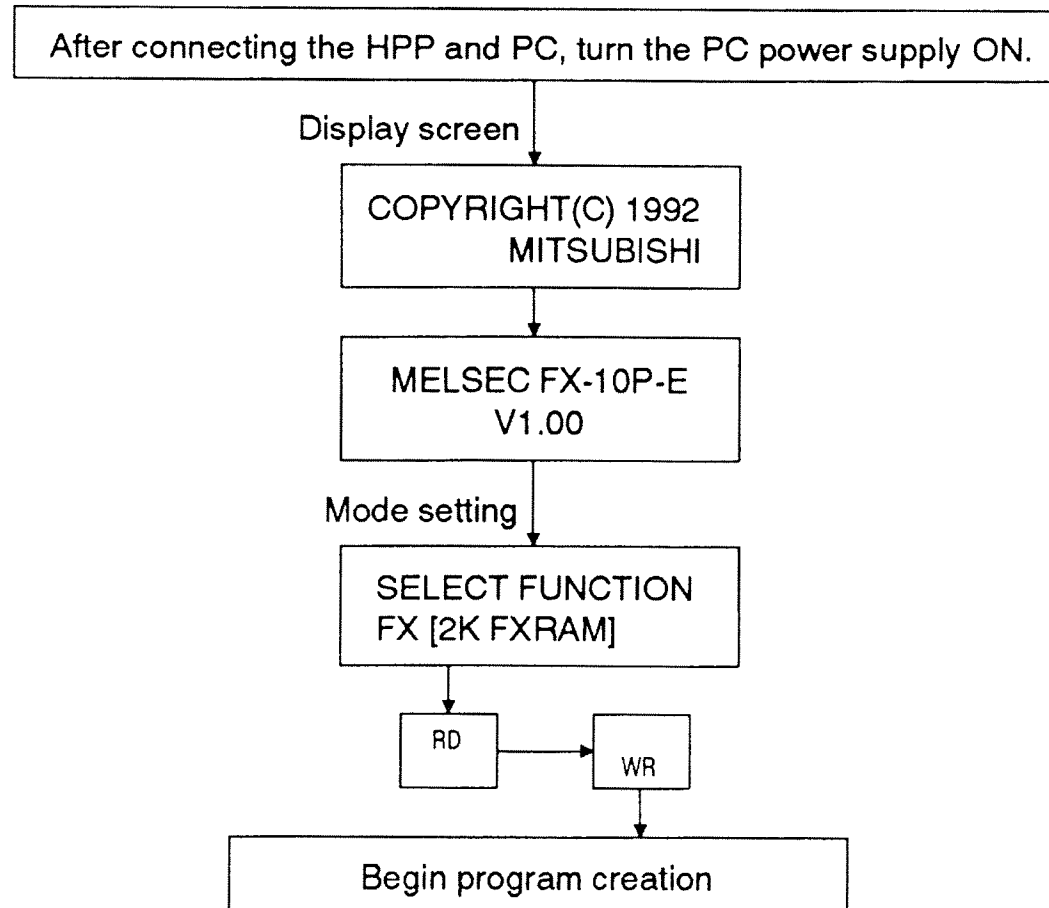 After connecting the HPP and PC, turn the PC power supply ON.
Display screen
COPYRIGHT(C) 1992
MITSUBISHI
MELSEC FX-10P-E
V1.00
Mode setting
SELECT FUNCTION
FX [2K FXRAM]
RD
WR
Begin program creation